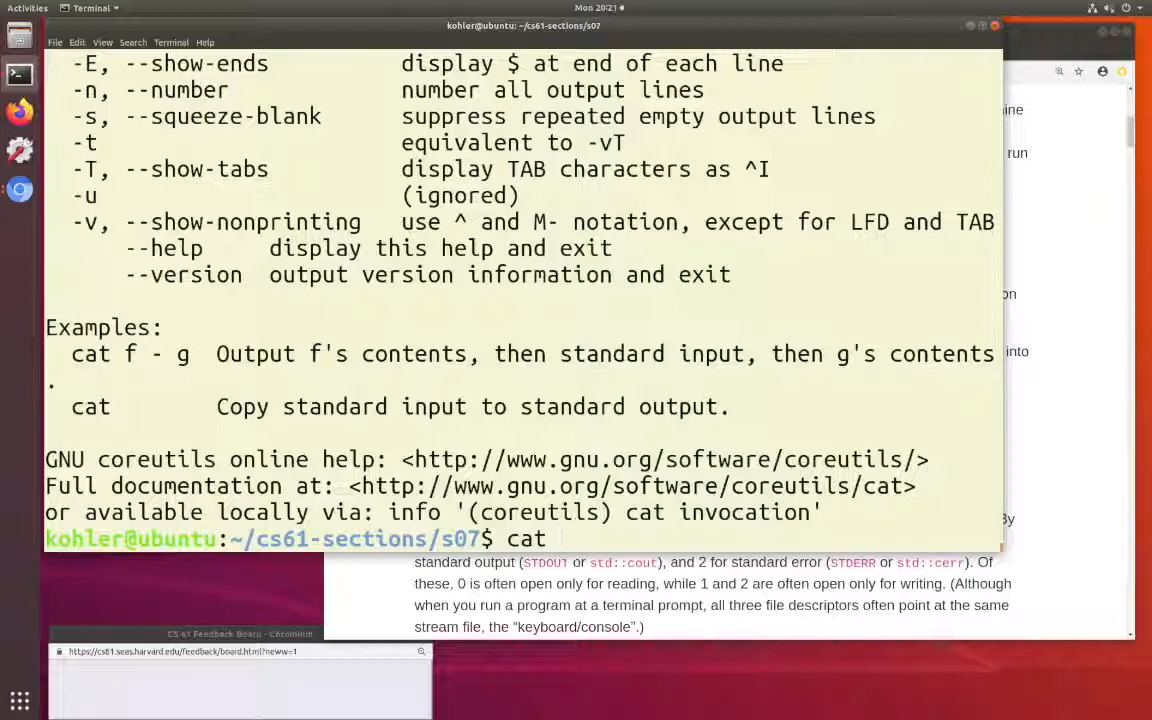 Activities Terminal Mon 20:21
kohler@ubuntu: ~/cs61-sections/s07
File Edit View Search Terminal Help
-E, --show-ends display $ at end of each line
-n, --number number all output lines
-s, --squeeze-blank suppress repeated empty output lines
-t equivalent to -vT
-T, --show-tabs display TAB characters as ^I
-u (ignored)
-v, --show-nonprinting use ^ and M- notation, except for LFD and TAB
--help display this help and exit
--version output version information and exit
Examples:
cat f - g Output f's contents, then standard input, then g's contents
.
cat Copy standard input to standard output.
GNU coreutils online help: <http://www.gnu.org/software/coreutils/>
Full documentation at: <http://www.gnu.org/software/coreutils/cat>
or available locally via: info '(coreutils) cat invocation'
kohler@ubuntu:~/cs61-sections/s07$ cat
run
into
By
standard output (STDOUT or std::cout), and 2 for standard error (STDERR or std::cerr). Of
these, 0 is often open only for reading, while 1 and 2 are often open only for writing. (Although
when you run a program at a terminal prompt, all three file descriptors often point at the same
stream file, the “keyboard/console”.)
CS 61 Feedback Board - Chromium
https://cs61.seas.harvard.edu/feedback/board.html?neww=1